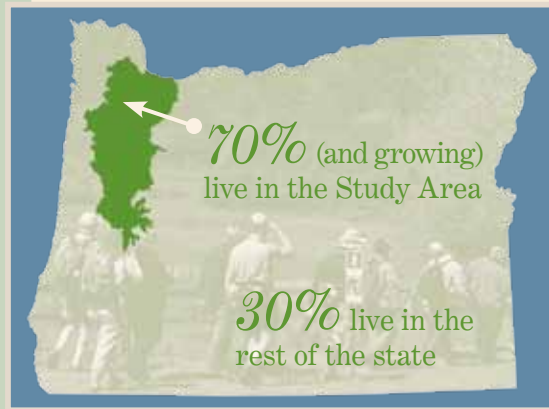 70% (and growing)
live in the Study Area
30% live in the
rest of the state